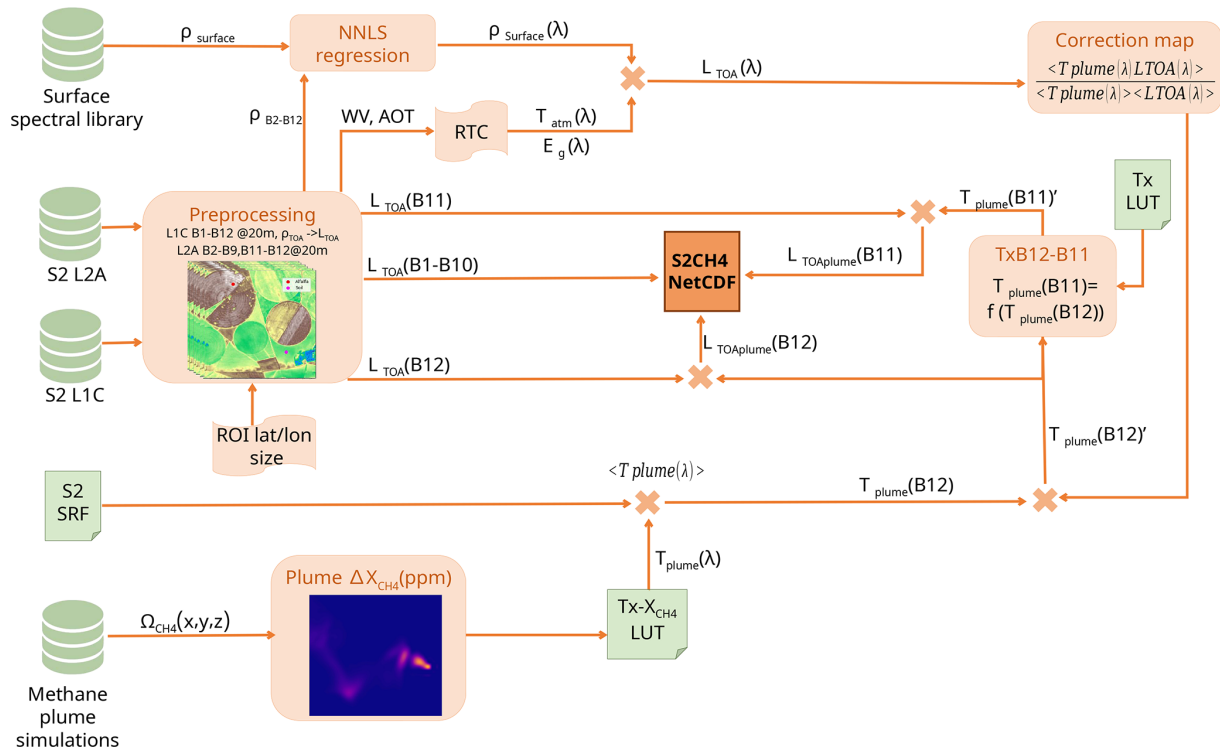 ρ surface
NNLS
regression
ρ Surface (λ)
L TOA (λ)
Correction map
<T plume(λ) LTOA(λ)>
<T plume(λ)><LTOA(λ)>
Surface
spectral library
ρ B2-B12
WV, AOT
RTC
T atm (λ)
E g (λ)
Tx
LUT
S2 L2A
Preprocessing
L1C B1-B12 @20m, ρTOA ->LTOA
L2A B2-B9,B11-B12@20m
Alfalfa
Soil
L TOA (B11)
T plume(B11)’
L TOA (B1-B10)
S2CH4
NetCDF
L TOAplume (B11)
TxB12-B11
T plume(B11)=
f (T plume(B12))
S2 L1C
L TOA (B12)
L TOAplume (B12)
ROI lat/lon
size
T plume(B12)’
S2
SRF
<T plume(λ)>
T plume(B12)
Tplume(λ)
Plume ΔXCH4(ppm)
ΩCH4(x,y,z)
Tx-XCH4
LUT
Methane
plume
simulations